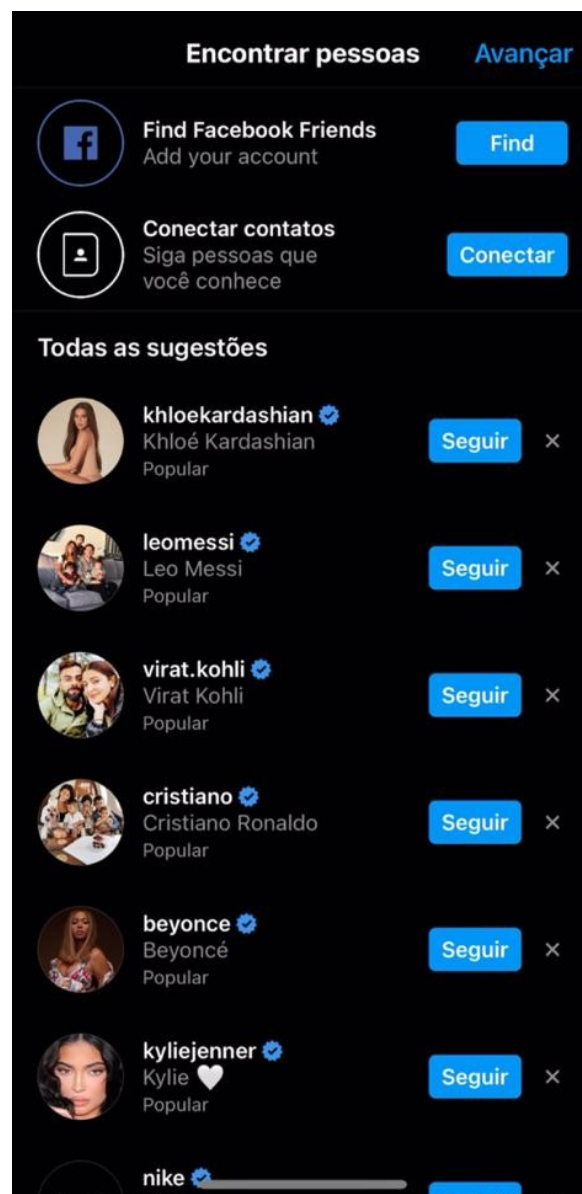 Encontrar pessoas Avançar
Find Facebook Friends
Add your account
Find
Conectar contatos
Siga pessoas que
você conhece
Conectar
Todas as sugestões
khloekardashian
Khloé Kardashian
Popular
Seguir
leomessi
Leo Messi
Popular
Seguir
virat.kohli
Virat Kohli
Popular
Seguir
cristiano
Cristiano Ronaldo
Popular
Seguir
beyonce
Beyoncé
Popular
Seguir
kyliejenner
Kylie 🤍
Popular
Seguir
nike